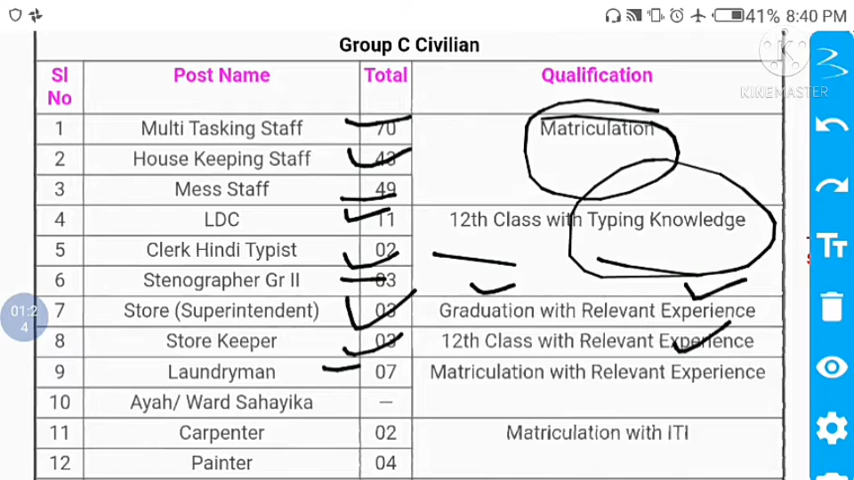 41% 8:40 PM
Group C Civilian
KINEMASTER
Sl No Post Name Total Qualification
1 Multi Tasking Staff 70 Matriculation
2 House Keeping Staff 43
3 Mess Staff 49
4 LDC 11 12th Class with Typing Knowledge
5 Clerk Hindi Typist 02
6 Stenographer Gr II 03
7 Store (Superintendent) 03 Graduation with Relevant Experience
01:24
8 Store Keeper 03 12th Class with Relevant Experience
9 Laundryman 07 Matriculation with Relevant Experience
10 Ayah/ Ward Sahayika —
11 Carpenter 02 Matriculation with ITI
12 Painter 04